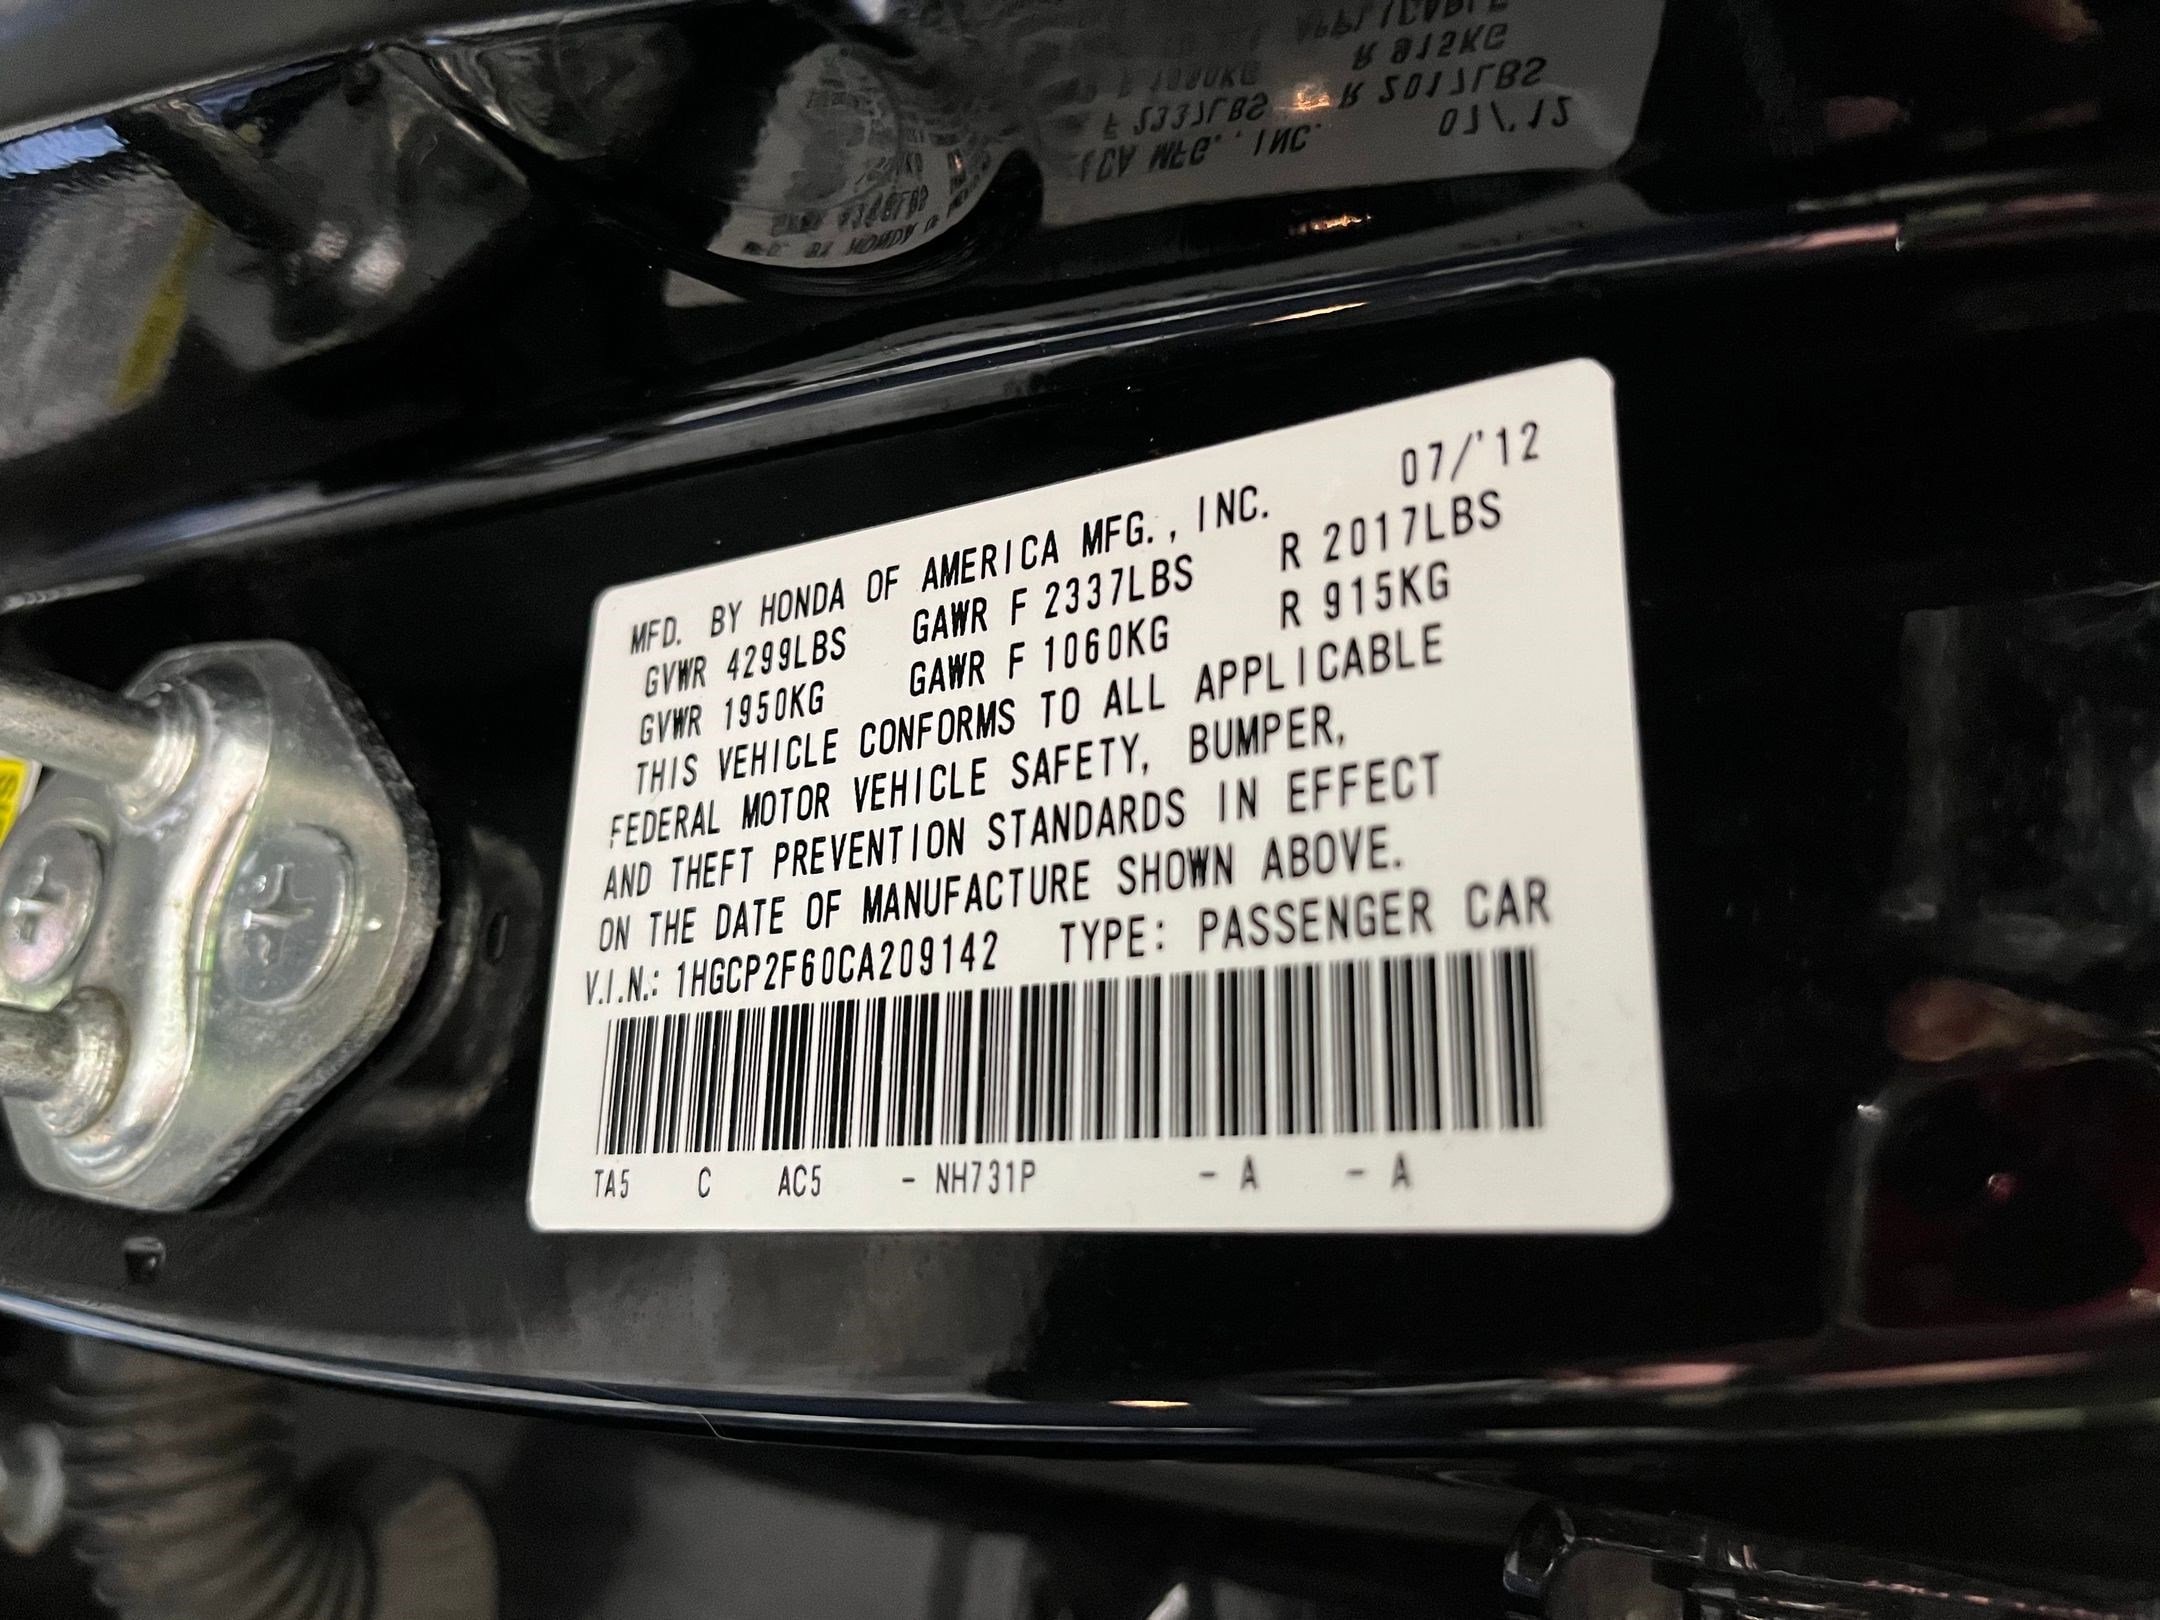 MFD. BY HONDA OF AMERICA MFG., INC. 07/'12
GVWR 4299LBS GAWR F 2337LBS R 2017LBS
GVWR 1950KG GAWR F 1060KG R 915KG
THIS VEHICLE CONFORMS TO ALL APPLICABLE
FEDERAL MOTOR VEHICLE SAFETY, BUMPER,
AND THEFT PREVENTION STANDARDS IN EFFECT
ON THE DATE OF MANUFACTURE SHOWN ABOVE.
V.I.N.: 1HGCP2F60CA209142 TYPE: PASSENGER CAR
TA5 C AC5 - NH731P - A - A